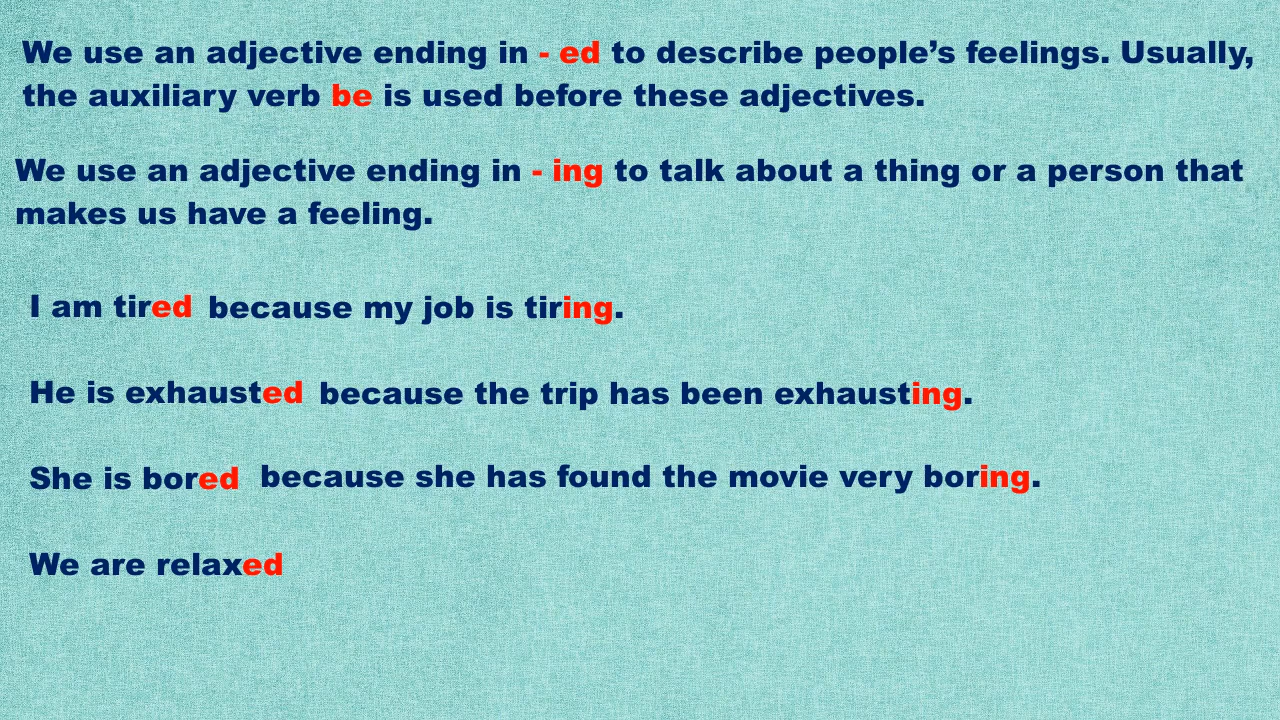 We use an adjective ending in - ed to describe people’s feelings. Usually,
the auxiliary verb be is used before these adjectives.
We use an adjective ending in - ing to talk about a thing or a person that
makes us have a feeling.
I am tired because my job is tiring.
He is exhausted because the trip has been exhausting.
She is bored because she has found the movie very boring.
We are relaxed